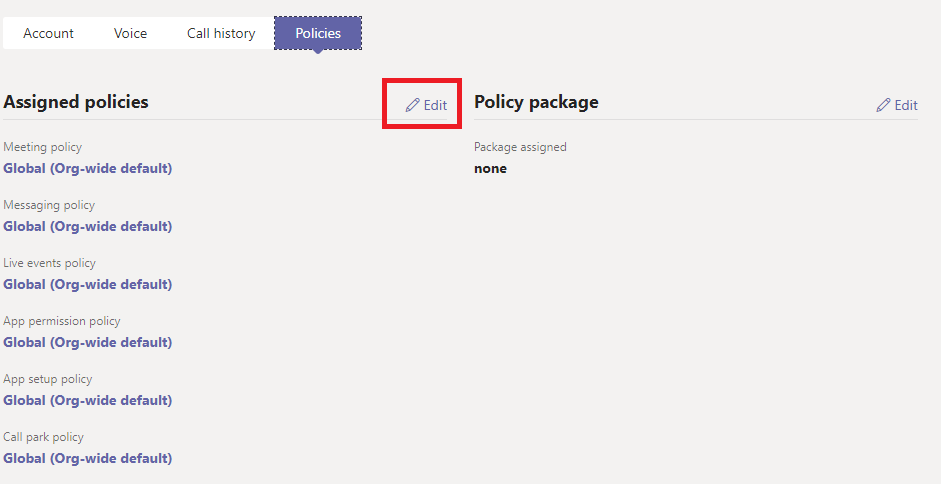 Account Voice Call history Policies
Assigned policies Edit
Policy package Edit
Meeting policy
Global (Org-wide default)
Messaging policy
Global (Org-wide default)
Live events policy
Global (Org-wide default)
App permission policy
Global (Org-wide default)
App setup policy
Global (Org-wide default)
Call park policy
Global (Org-wide default)
Package assigned
none